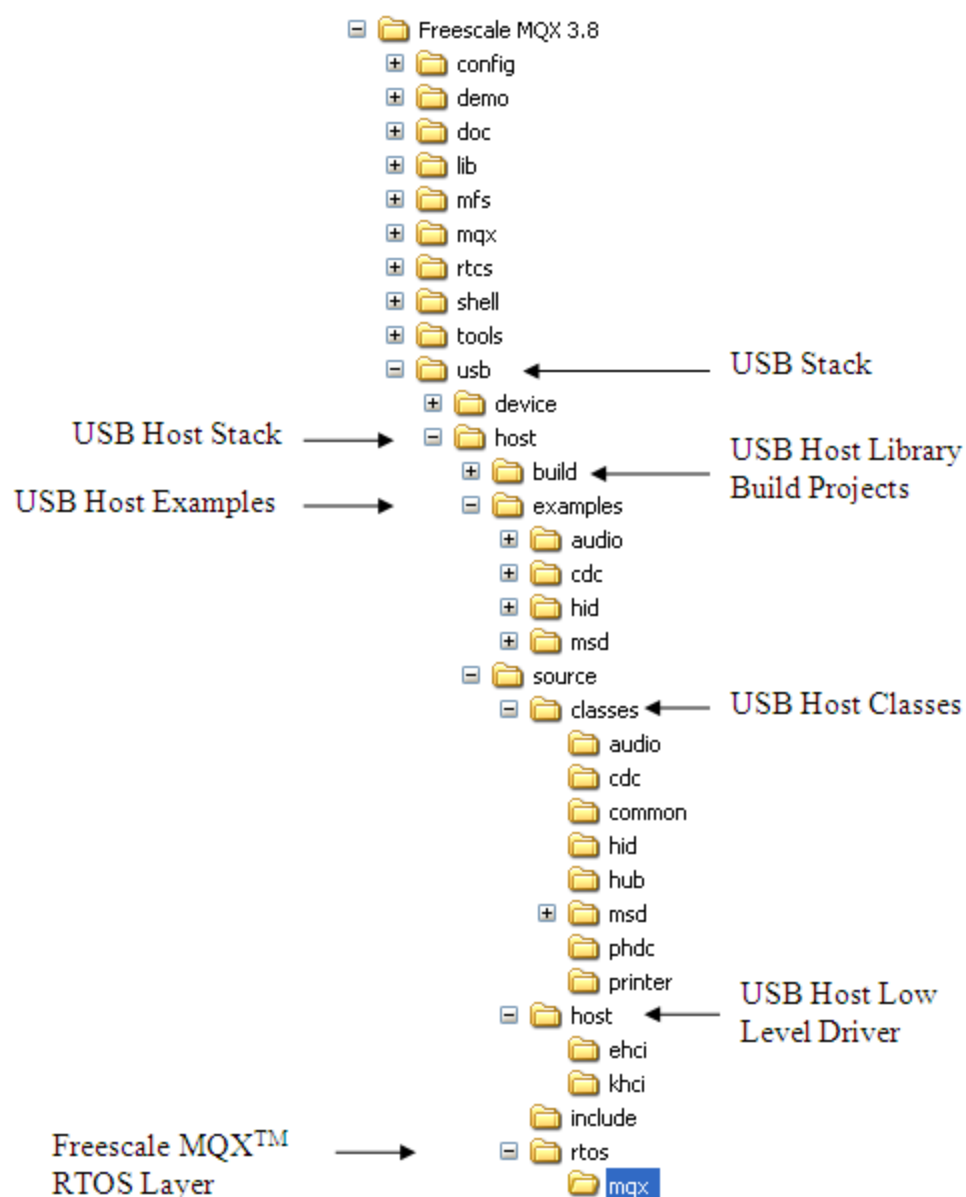 Freescale MQX 3.8
config
demo
doc
lib
mfs
mqx
rtcs
shell
tools
usb
USB Stack
device
USB Host Stack
host
build
USB Host Library
Build Projects
USB Host Examples
examples
audio
cdc
hid
msd
source
classes
USB Host Classes
audio
cdc
common
hid
hub
msd
phdc
printer
host
USB Host Low
Level Driver
ehci
khci
include
Freescale MQX™
RTOS Layer
rtos
mqx